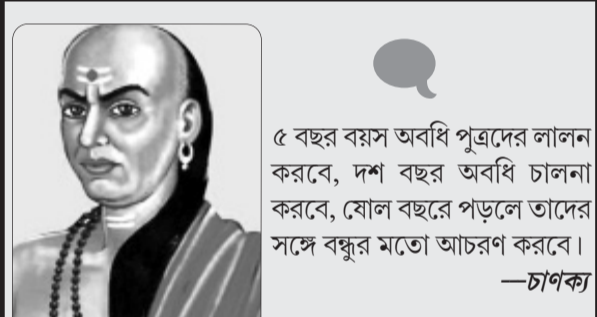 ৫ বছর বয়স অবধি পুত্রদের লালন
করবে, দশ বছর অবধি চালনা
করবে, ষোল বছরে পড়লে তাদের
সঙ্গে বন্ধুর মতো আচরণ করবে।
—চাণক্য